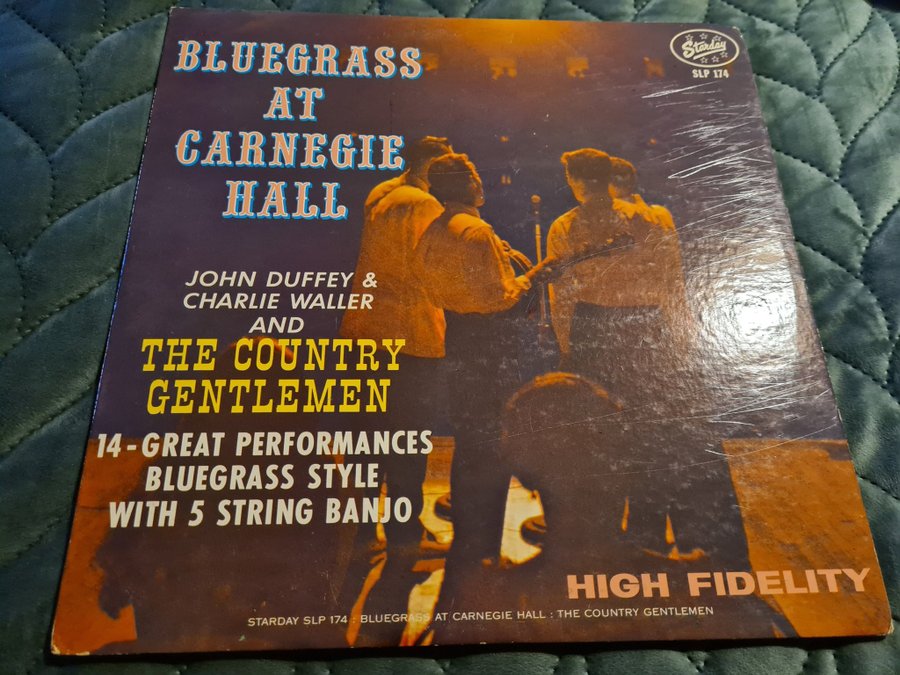 BLUEGRASS
AT
CARNEGIE
HALL
Starday
SLP 174
JOHN DUFFEY &
CHARLIE WALLER
AND
THE COUNTRY
GENTLEMEN
14-GREAT PERFORMANCES
BLUEGRASS STYLE
WITH 5 STRING BANJO
HIGH FIDELITY
STARDAY SLP 174 : BLUEGRASS AT CARNEGIE HALL : THE COUNTRY GENTLEMEN